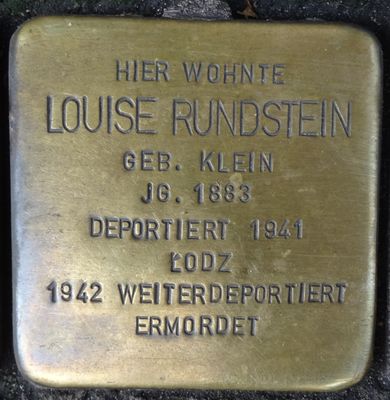 HIER WOHNTE
LOUISE RUNDSTEIN
GEB. KLEIN
JG. 1883
DEPORTIERT 1941
ŁODZ
1942 WEITERDEPORTIERT
ERMORDET